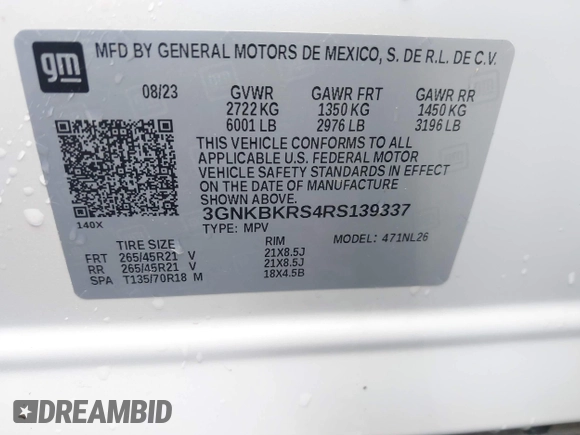 gm
MFD BY GENERAL MOTORS DE MEXICO, S. DE R.L. DE C.V.
08/23 GVWR GAWR FRT GAWR RR
2722 KG 1350 KG 1450 KG
6001 LB 2976 LB 3196 LB
THIS VEHICLE CONFORMS TO ALL
APPLICABLE U.S. FEDERAL MOTOR
VEHICLE SAFETY STANDARDS IN EFFECT
ON THE DATE OF MANUFACTURE
SHOWN ABOVE.
3GNKBKRS4RS139337
140X TYPE: MPV MODEL: 471NL26
TIRE SIZE RIM
FRT 265/45R21 V 21X8.5J
RR 265/45R21 V 21X8.5J
SPA T135/70R18 M 18X4.5B
DREAMBID